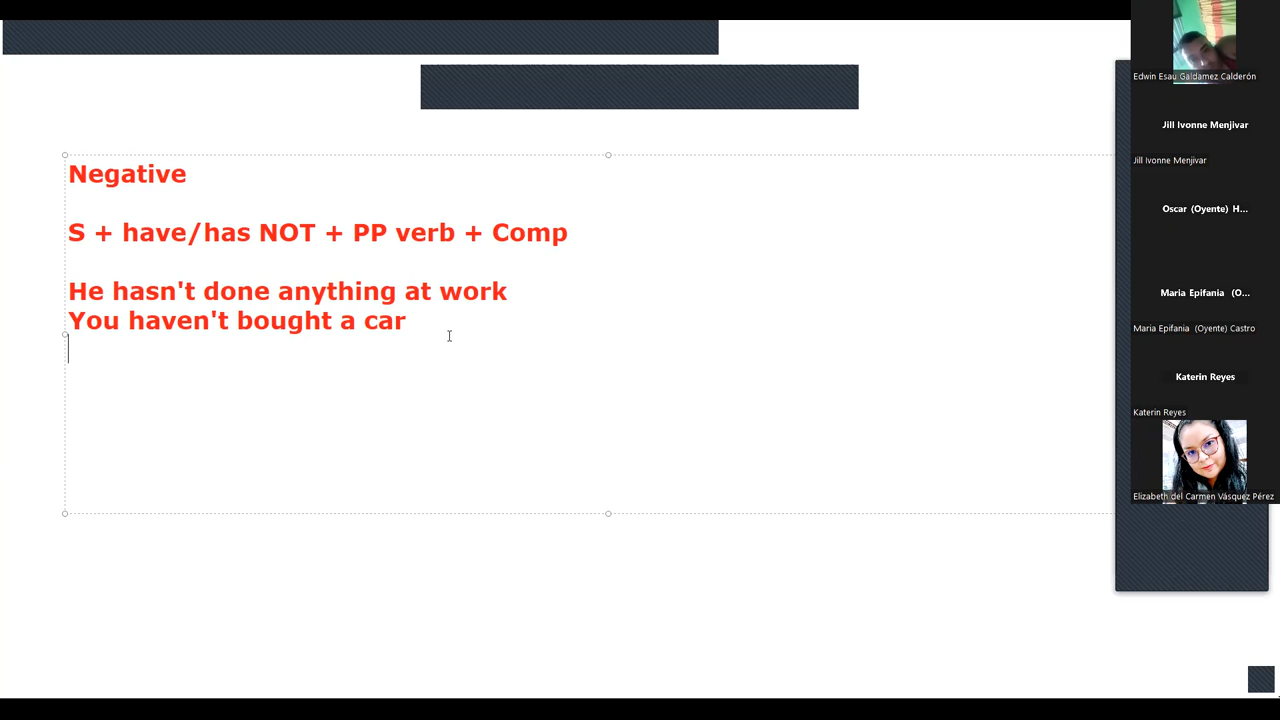 Negative
S + have/has NOT + PP verb + Comp
He hasn't done anything at work
You haven't bought a car
Edwin Esau Galdamez Calderón
Jill Ivonne Menjivar
Jill Ivonne Menjivar
Oscar (Oyente) H...
Maria Epifania (O...
Maria Epifania (Oyente) Castro
Katerin Reyes
Katerin Reyes
Elizabeth del Carmen Vásquez Pérez